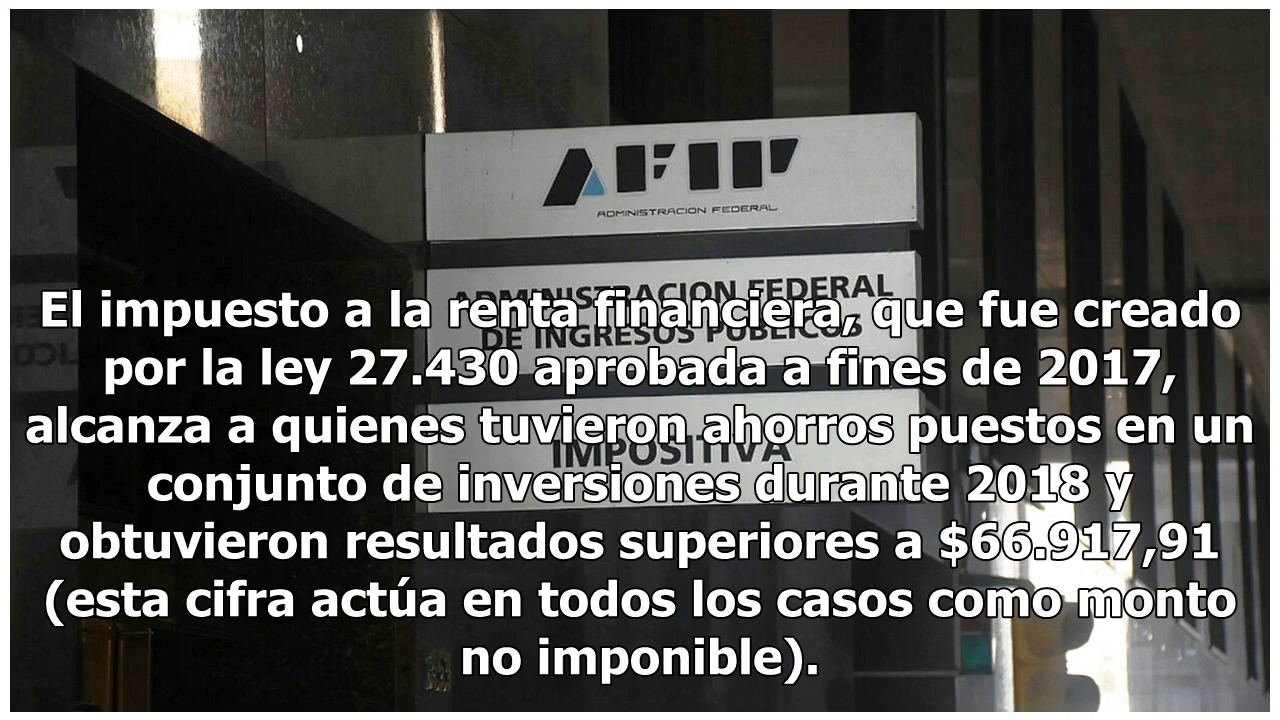 AFIP
ADMINISTRACION FEDERAL
ADMINISTRACION FEDERAL
DE INGRESOS PUBLICOS
IMPOSITIVA
El impuesto a la renta financiera, que fue creado
por la ley 27.430 aprobada a fines de 2017,
alcanza a quienes tuvieron ahorros puestos en un
conjunto de inversiones durante 2018 y
obtuvieron resultados superiores a $66.917,91
(esta cifra actúa en todos los casos como monto
no imponible).